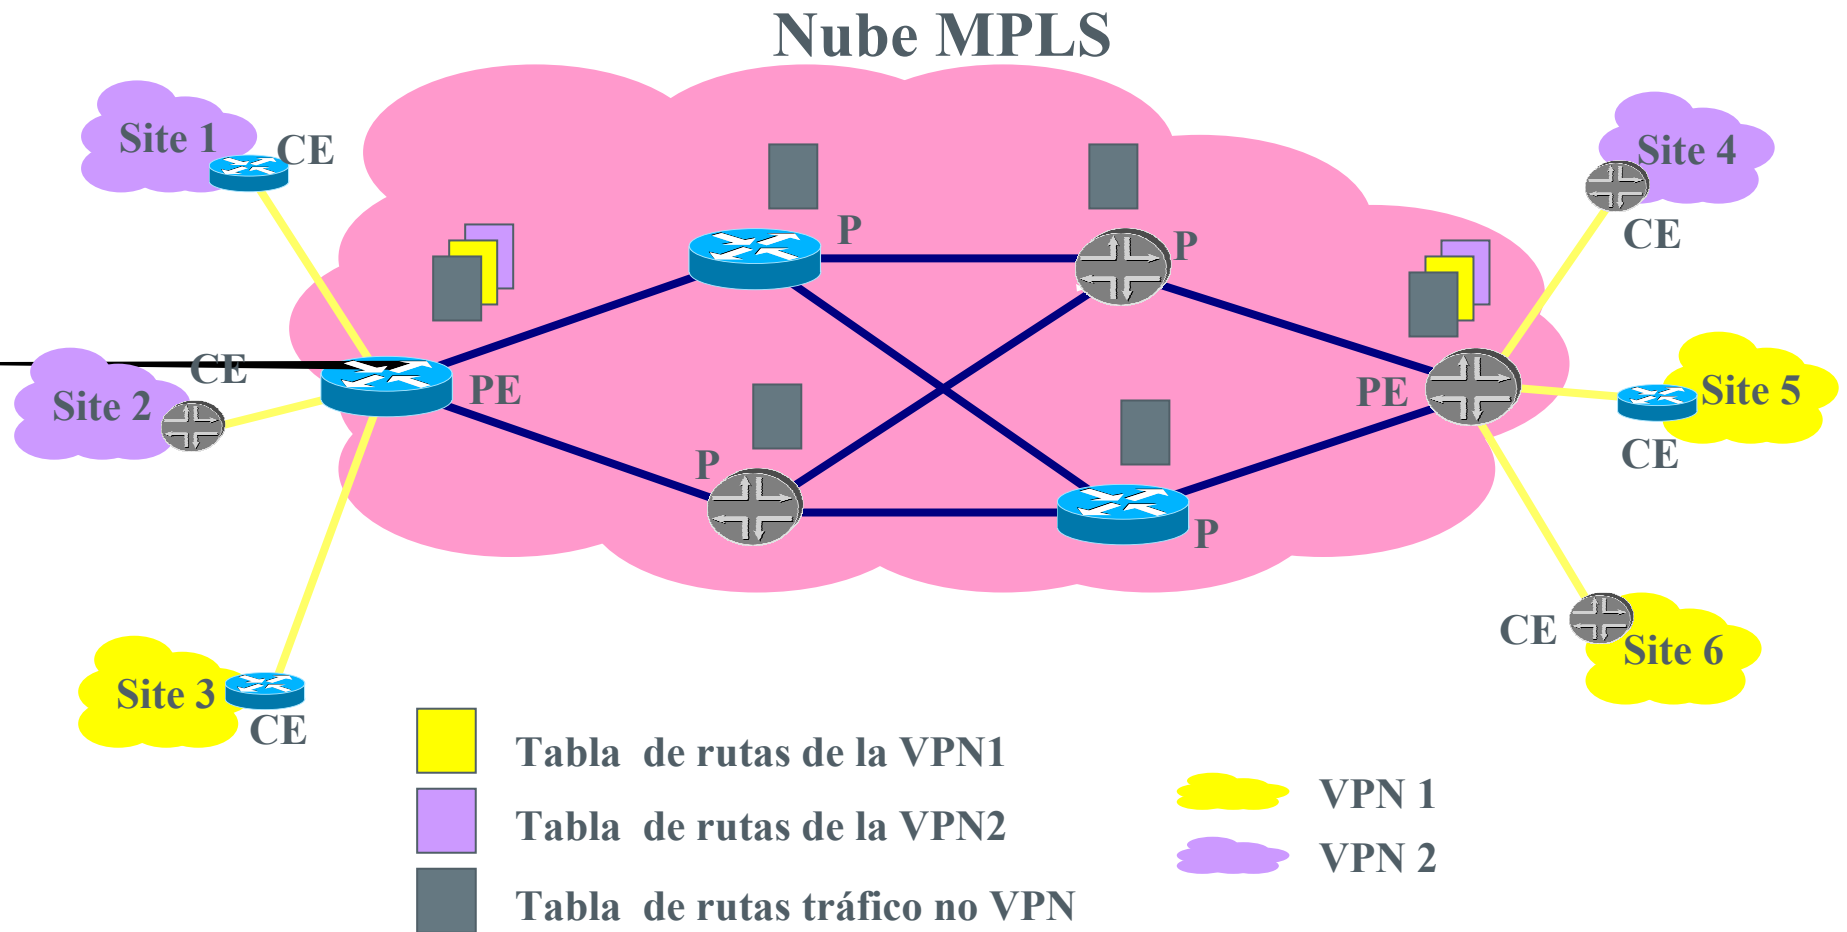 Nube MPLS
Site 1
CE
Site 4
CE
P
P
CE
Site 2
PE
PE
Site 5
CE
P
P
CE
Site 6
Site 3
CE
Tabla de rutas de la VPN1
Tabla de rutas de la VPN2
Tabla de rutas tráfico no VPN
VPN 1
VPN 2